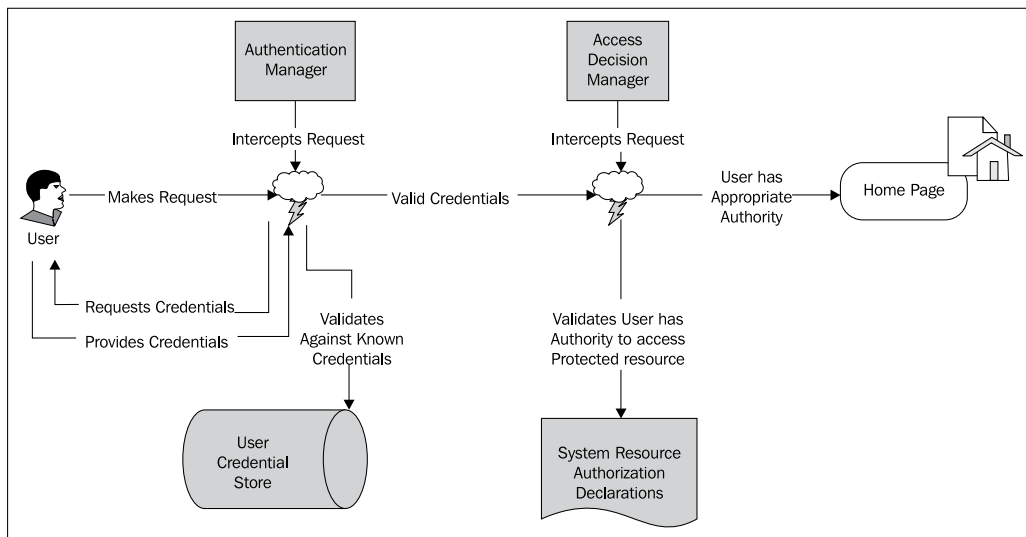 Authentication
Manager
Access
Decision
Manager
Intercepts Request
Intercepts Request
Makes Request
Valid Credentials
User has
Appropriate
Authority
Home Page
User
Requests Credentials
Provides Credentials
Validates
Against Known
Credentials
Validates User has
Authority to access
Protected resource
User
Credential
Store
System Resource
Authorization
Declarations